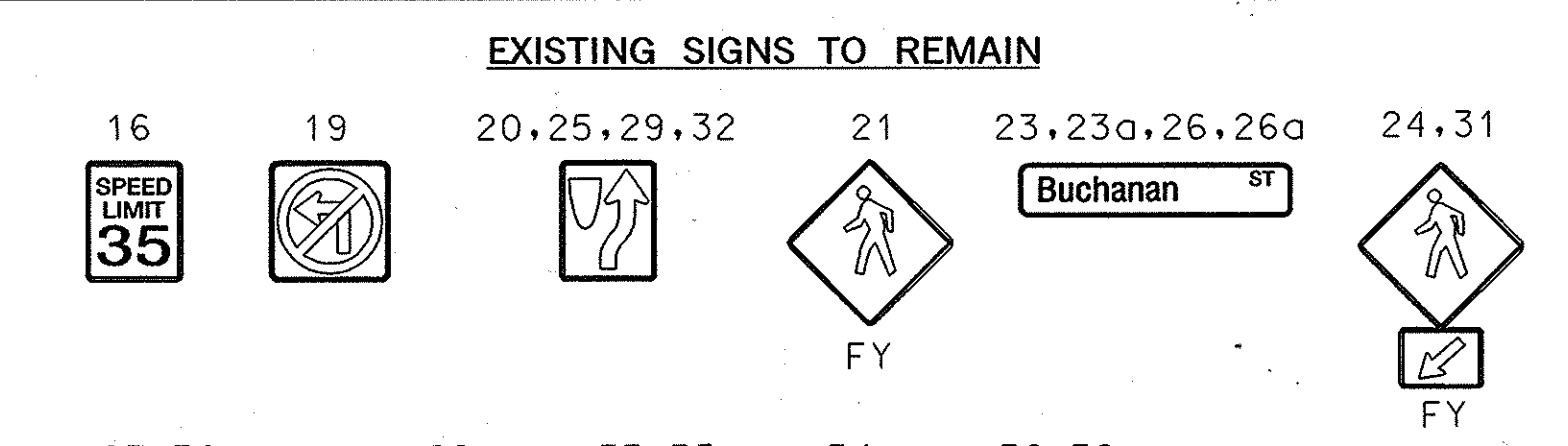 EXISTING SIGNS TO REMAIN
16 19 20,25,29,32 21 23,23a,26,26a 24,31
SPEED
LIMIT
35
Buchanan ST
FY
FY